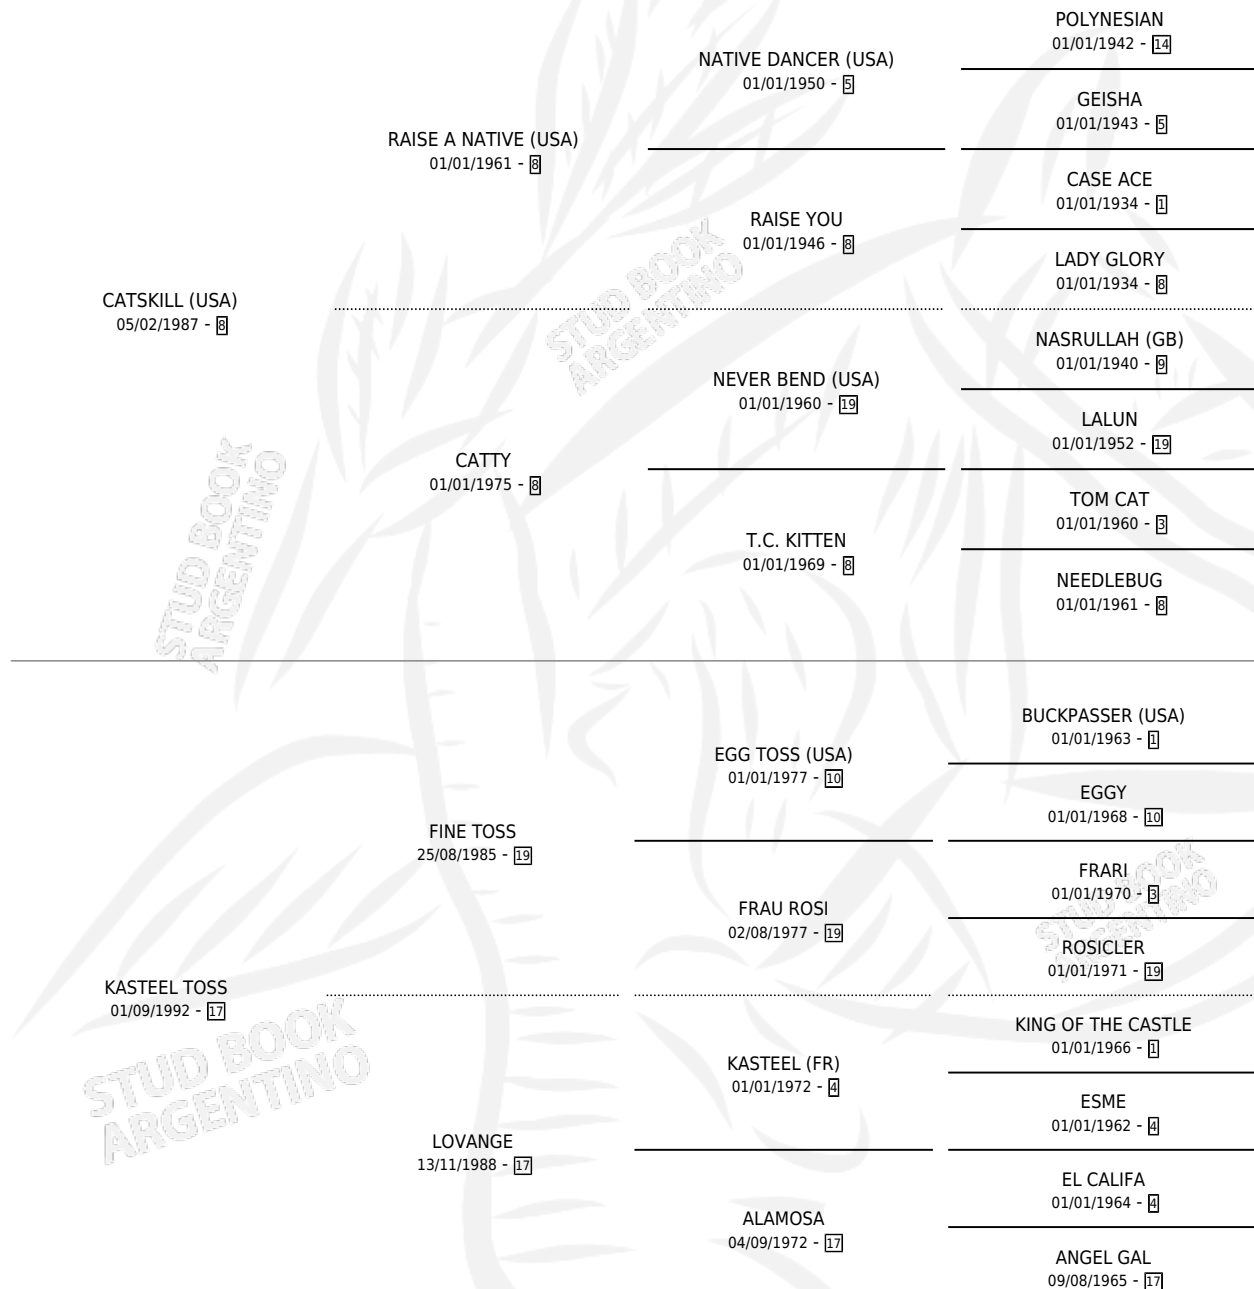 POLYNESIAN
01/01/1942 - 14
NATIVE DANCER (USA)
01/01/1950 - 5
GEISHA
01/01/1943 - 5
RAISE A NATIVE (USA)
01/01/1961 - 8
CASE ACE
01/01/1934 - 1
RAISE YOU
01/01/1946 - 8
LADY GLORY
01/01/1934 - 8
CATSKILL (USA)
05/02/1987 - 8
STUD BOOK
ARGENTINO
NASRULLAH (GB)
01/01/1940 - 9
NEVER BEND (USA)
01/01/1960 - 19
LALUN
01/01/1952 - 19
CATTY
01/01/1975 - 8
TOM CAT
01/01/1960 - 3
T.C. KITTEN
01/01/1969 - 8
NEEDLEBUG
01/01/1961 - 8
STUD BOOK
ARGENTINO
BUCKPASSER (USA)
01/01/1963 - 1
EGG TOSS (USA)
01/01/1977 - 10
EGGY
01/01/1968 - 10
FINE TOSS
25/08/1985 - 19
FRARI
01/01/1970 - 3
FRAU ROSI
02/08/1977 - 19
ROSICLER
01/01/1971 - 19
STUD BOOK
ARGENTINO
KASTEEL TOSS
01/09/1992 - 17
KING OF THE CASTLE
01/01/1966 - 1
KASTEEL (FR)
01/01/1972 - 4
ESME
01/01/1962 - 4
STUD BOOK
ARGENTINO
LOVANGE
13/11/1988 - 17
EL CALIFA
01/01/1964 - 4
ALAMOSA
04/09/1972 - 17
ANGEL GAL
09/08/1965 - 17